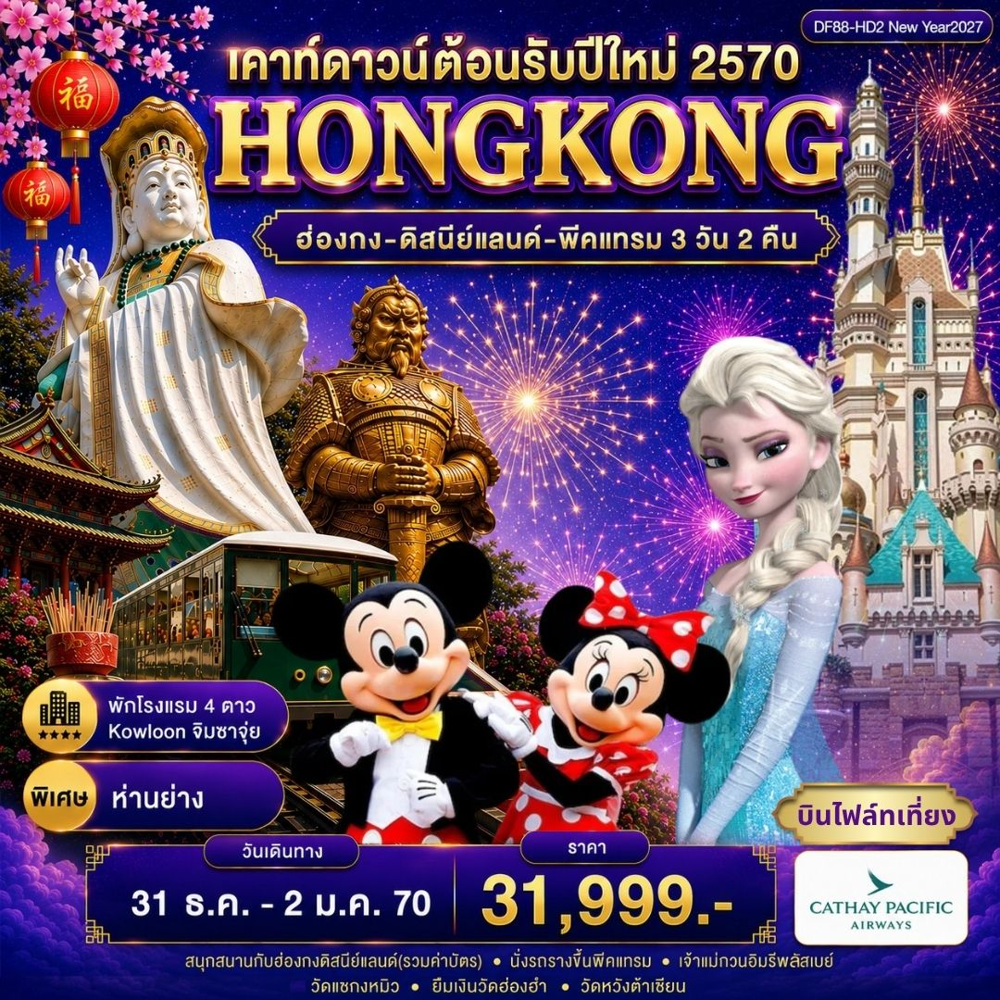 DF88-HD2 New Year2027
เคาท์ดาวน์ต้อนรับปีใหม่ 2570
HONGKONG
ฮ่องกง-ดิสนีย์แลนด์-พีคแทรม 3 วัน 2 คืน
福
福
พักโรงแรม 4 ดาว
Kowloon จิมซาจุ่ย
พิเศษ ห่านย่าง
บินไฟล์ทเที่ยง
วันเดินทาง
31 ธ.ค. - 2 ม.ค. 70
ราคา
31,999.-
CATHAY PACIFIC
AIRWAYS
สนุกสนานกับฮ่องกงดิสนีย์แลนด์(รวมค่าบัตร) • นั่งรถรางขึ้นพีคแทรม • เจ้าแม่กวนอิมรีพลัสเบย์
วัดแชกงหมิว • ยืมเงินวัดฮ่องฮำ • วัดหวังต้าเซียน